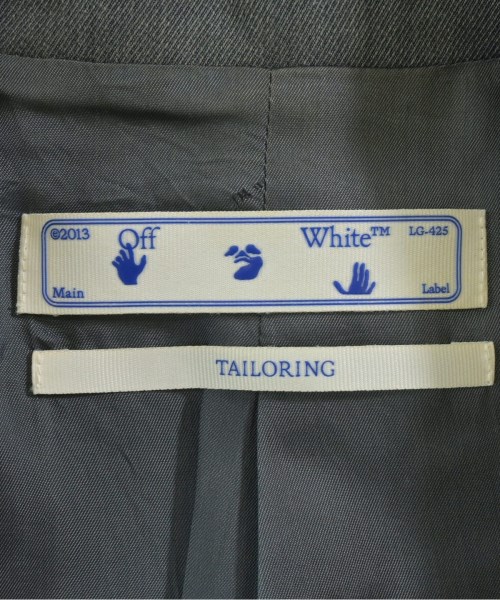 ©2013 Off White™ LG-425
Main Label
TAILORING